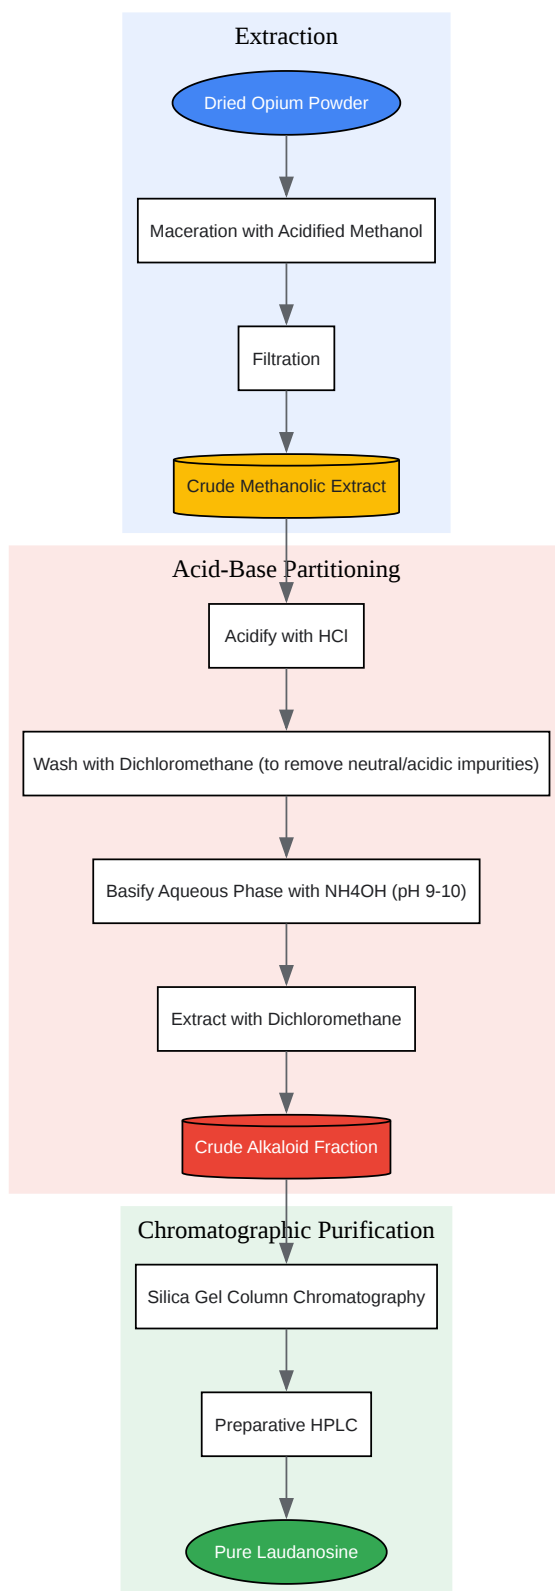 Extraction
Dried Opium Powder
Maceration with Acidified Methanol
Filtration
Crude Methanolic Extract
Acid-Base Partitioning
Acidify with HCl
Wash with Dichloromethane (to remove neutral/acidic impurities)
Basify Aqueous Phase with NH4OH (pH 9-10)
Extract with Dichloromethane
Crude Alkaloid Fraction
Chromatographic Purification
Silica Gel Column Chromatography
Preparative HPLC
Pure Laudanosine